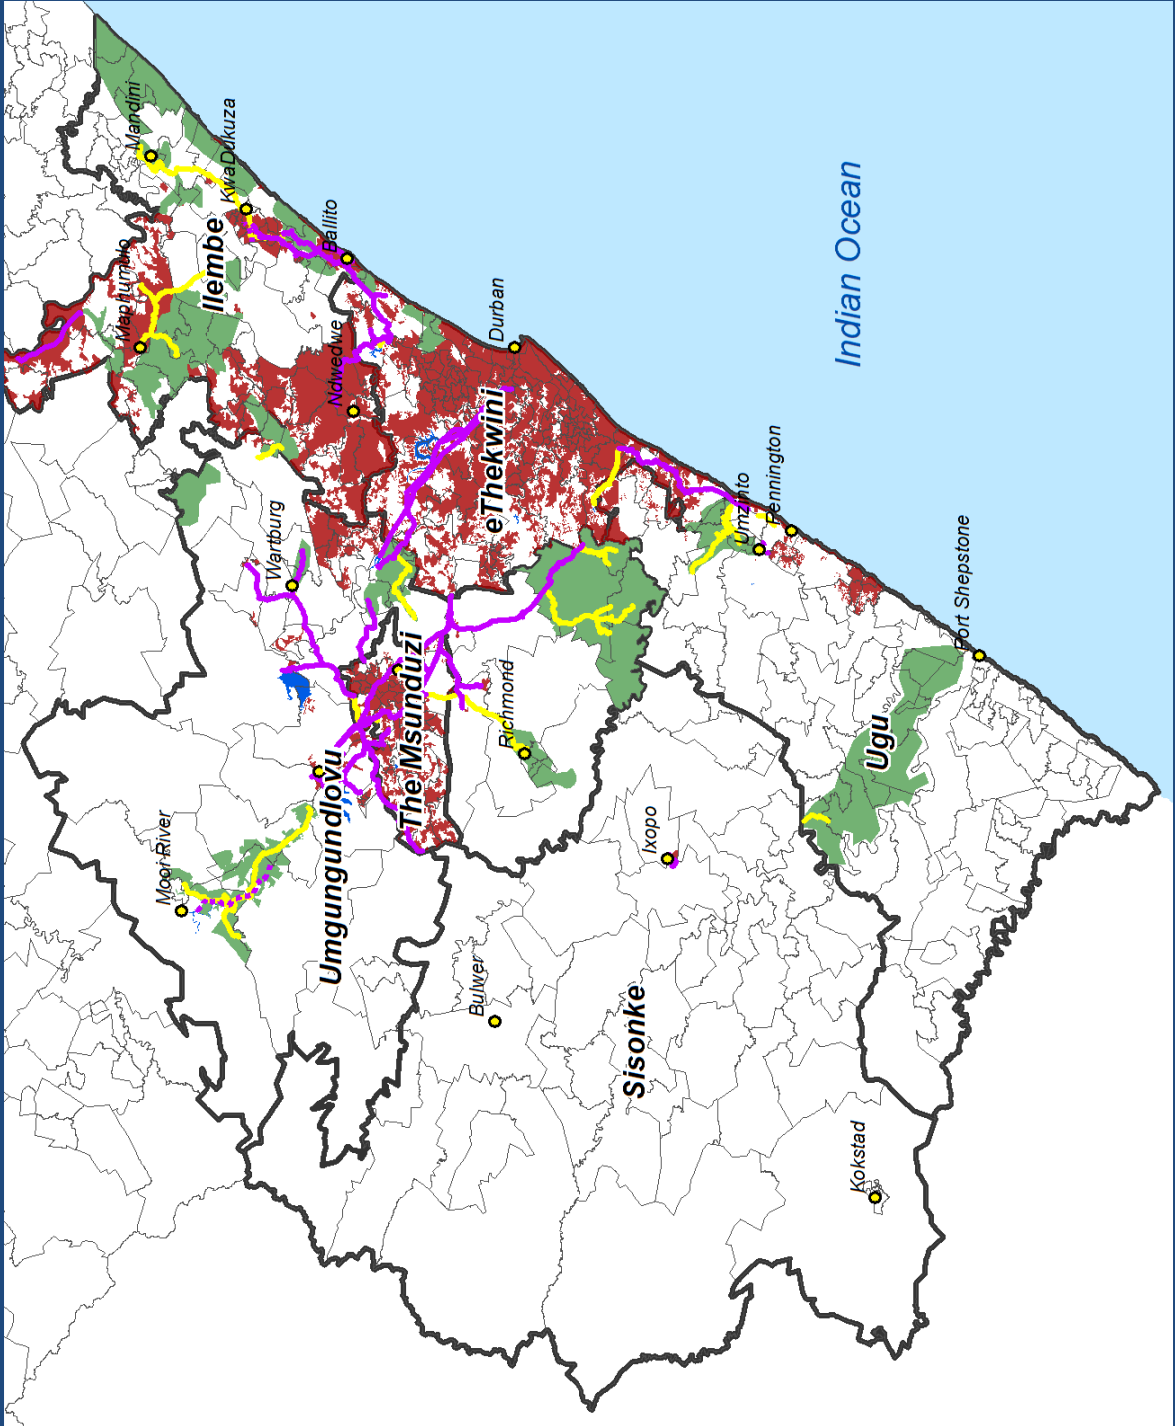 Mandini
KwaDukuza
Maphumulo
Ilembe
Ballito
Ndwedwe
Durban
Indian Ocean
eThekwini
Wartburg
Umzinto
Pennington
The Msunduzi
Richmond
Port Shepstone
Umgungundlovu
Ugu
Mooi River
Ixopo
Bulwer
Sisonke
Kokstad